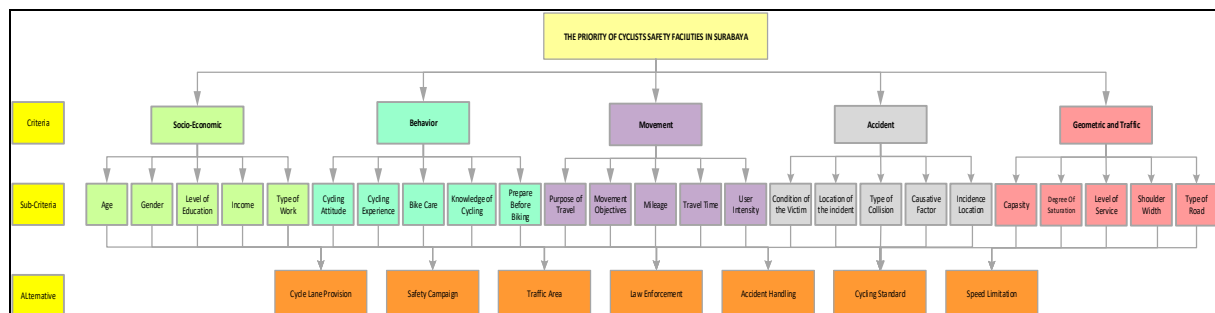 THE PRIORITY OF CYCLISTS SAFETY FACILITIES IN SURABAYA
Criteria
Socio-Economic
Behavior
Movement
Accident
Geometric and Traffic
Sub-Criteria
Age
Gender
Level of
Education
Income
Type of
Work
Cycling
Attitude
Cycling
Experience
Bike Care
Knowledge of
Cycling
Prepare
Before
Biking
Purpose of
Travel
Movement
Objectives
Mileage
Travel Time
User
Intensity
Condition of
the Victim
Location of
the incident
Type of
Collision
Causative
Factor
Incidence
Location
Capasity
Degree Of
Saturation
Level of
Service
Shoulder
Width
Type of
Road
ALternative
Cycle Lane Provision
Safety Campaign
Traffic Area
Law Enforcement
Accident Handling
Cycling Standard
Speed Limitation